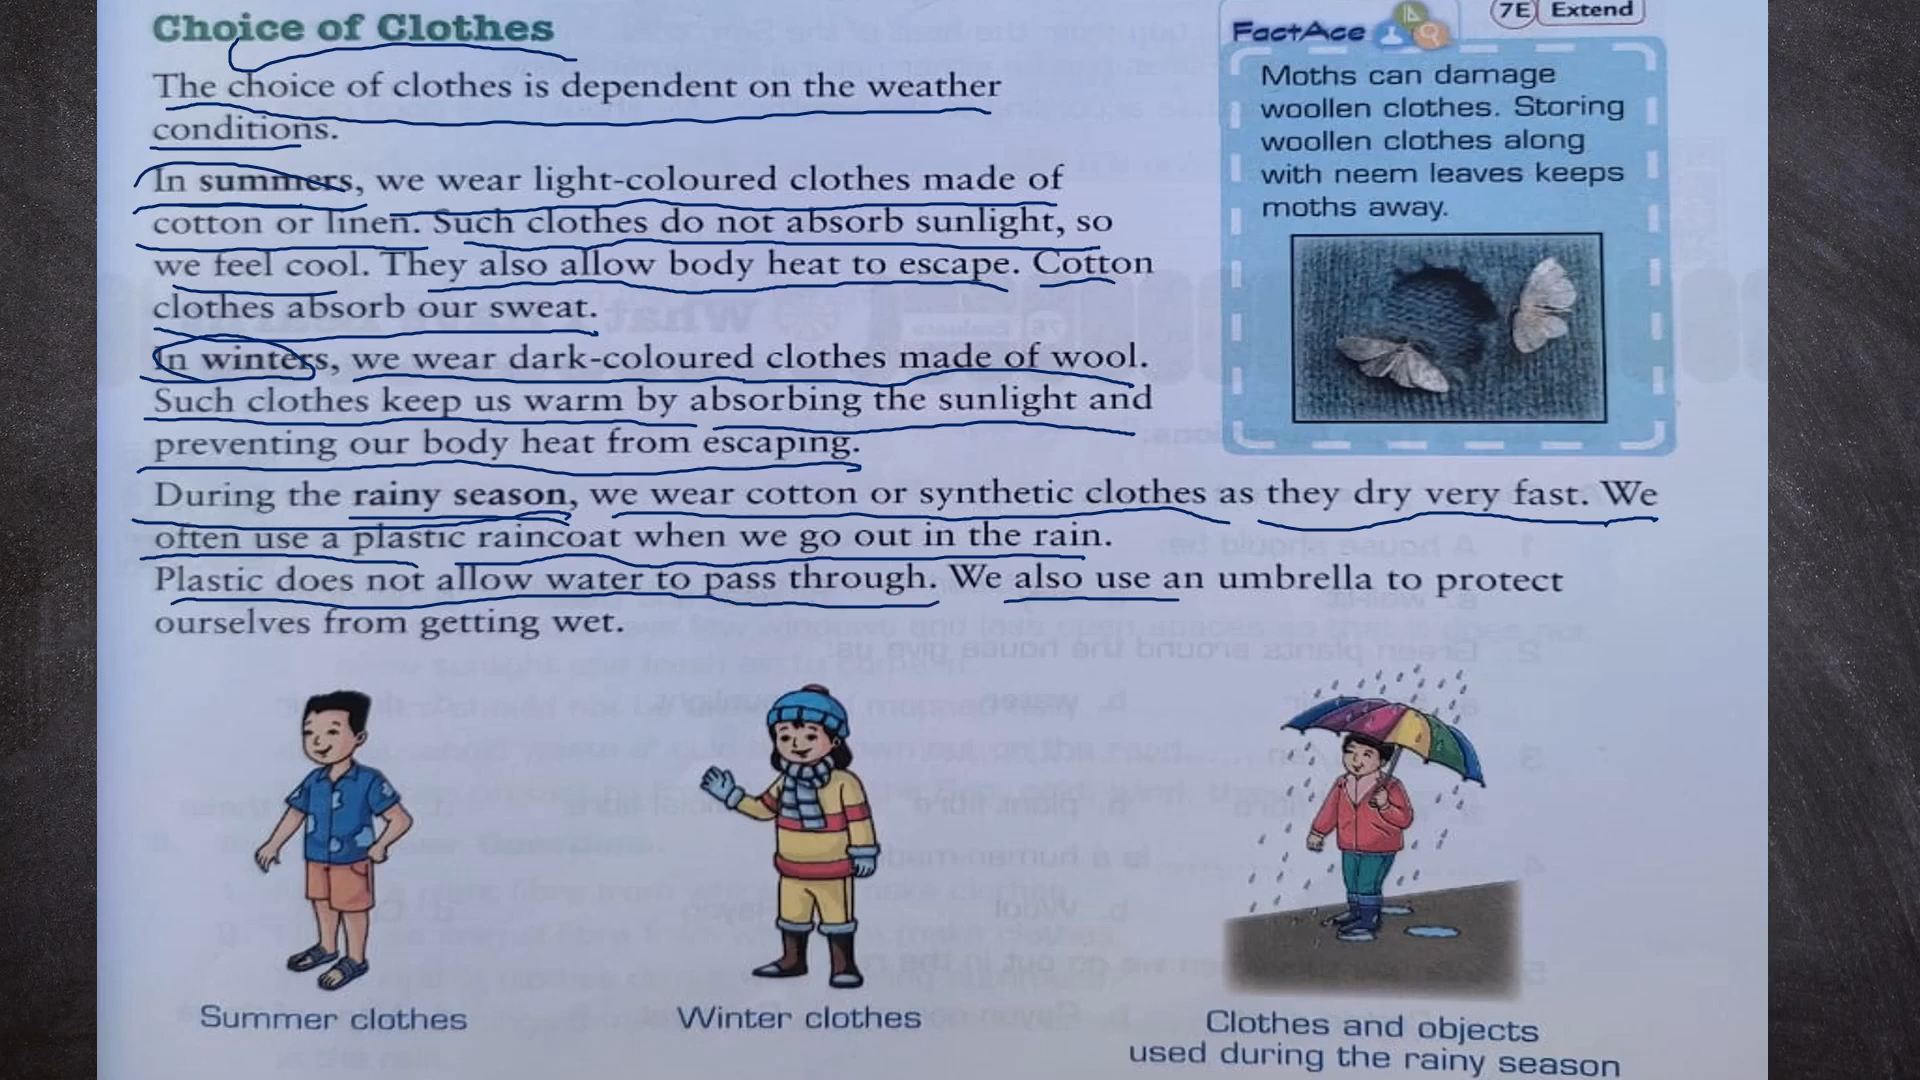 Choice of Clothes
The choice of clothes is dependent on the weather
conditions.
In summers, we wear light-coloured clothes made of
cotton or linen. Such clothes do not absorb sunlight, so
we feel cool. They also allow body heat to escape. Cotton
clothes absorb our sweat.
In winters, we wear dark-coloured clothes made of wool.
Such clothes keep us warm by absorbing the sunlight and
preventing our body heat from escaping.
During the rainy season, we wear cotton or synthetic clothes as they dry very fast. We
often use a plastic raincoat when we go out in the rain.
Plastic does not allow water to pass through. We also use an umbrella to protect
ourselves from getting wet.
7E Extend
FactAce
Moths can damage
woollen clothes. Storing
woollen clothes along
with neem leaves keeps
moths away.
Summer clothes
Winter clothes
Clothes and objects
used during the rainy season